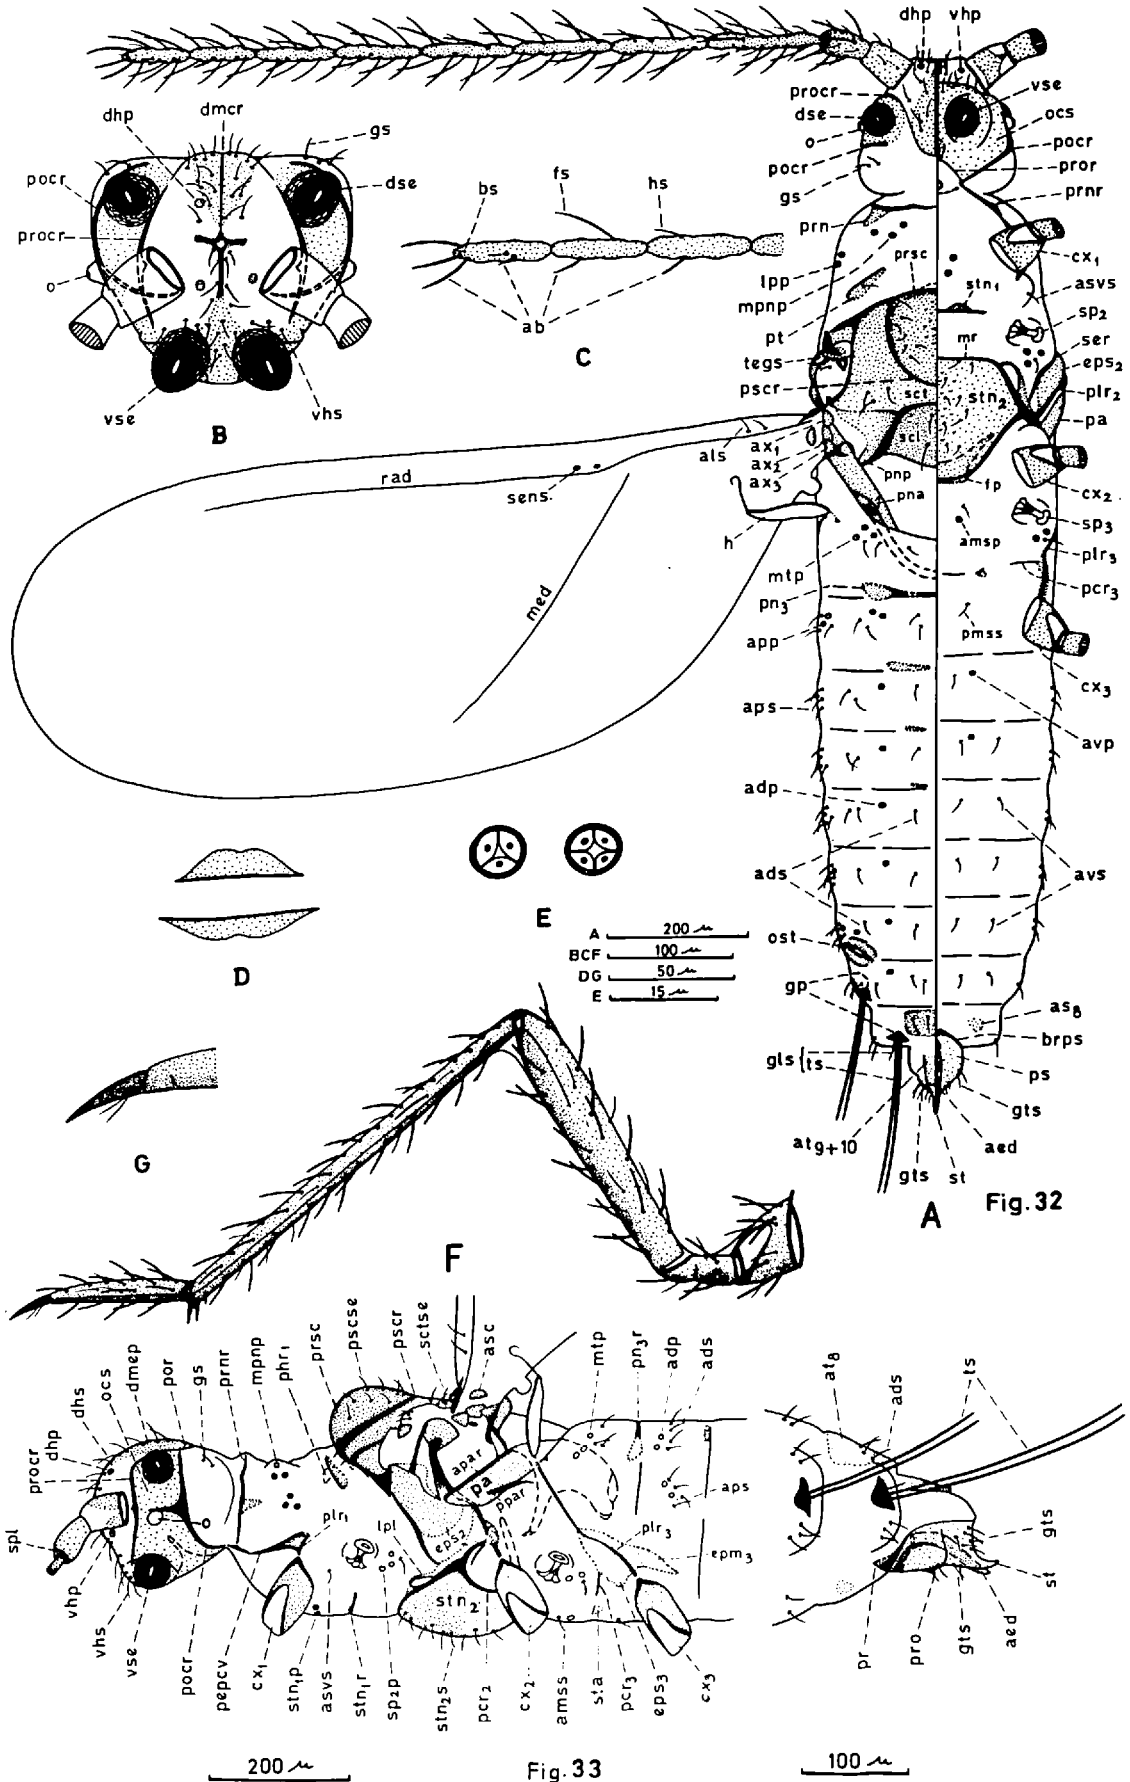 dhp vhp
procr
dse
o
pocr
gs
prn
lpp
mpnp
pt
tegs
pscr
prsc
sct
scl
vse
ocs
pocr
pror
prnr
cx1
asvs
stn1
sp2
mr
ser
eps2
stn2
plr2
pa
als
ax1
ax2
ax3
pnp
pna
fp
cx2
amsp
sp3
plr3
pcr3
h
mtp
pn3
app
pmss
cx3
aps
avp
adp
ads
avs
ost
gp
as8
brps
gls
ts
ps
gts
at9+10
gts
st
aed
A
Fig. 32
dhp
dmcr
gs
pocr
dse
procr
o
vse
vhs
B
bs
fs
hs
ab
C
rad
sens
med
D
E
A 200 μ
BCF 100 μ
DG 50 μ
E 15 μ
G
F
procr
dhp
dhs
ocs
dmep
por
gs
prnr
mpnp
phr1
prsc
pscse
pscr
sctse
asc
mtp
pn3r
adp
ads
spl
plr1
lpl
eps2
stn2
apar
pa
ppar
plr3
epm3
aps
vhp
vhs
vse
pocr
pepcv
cx1
stn1p
asvs
stn1r
sp2p
stn2s
pcr2
cx2
amss
sta
pcr3
eps3
cx3
at8
ads
ts
gts
st
pr
pro
gts
aed
200 μ
Fig. 33
100 μ